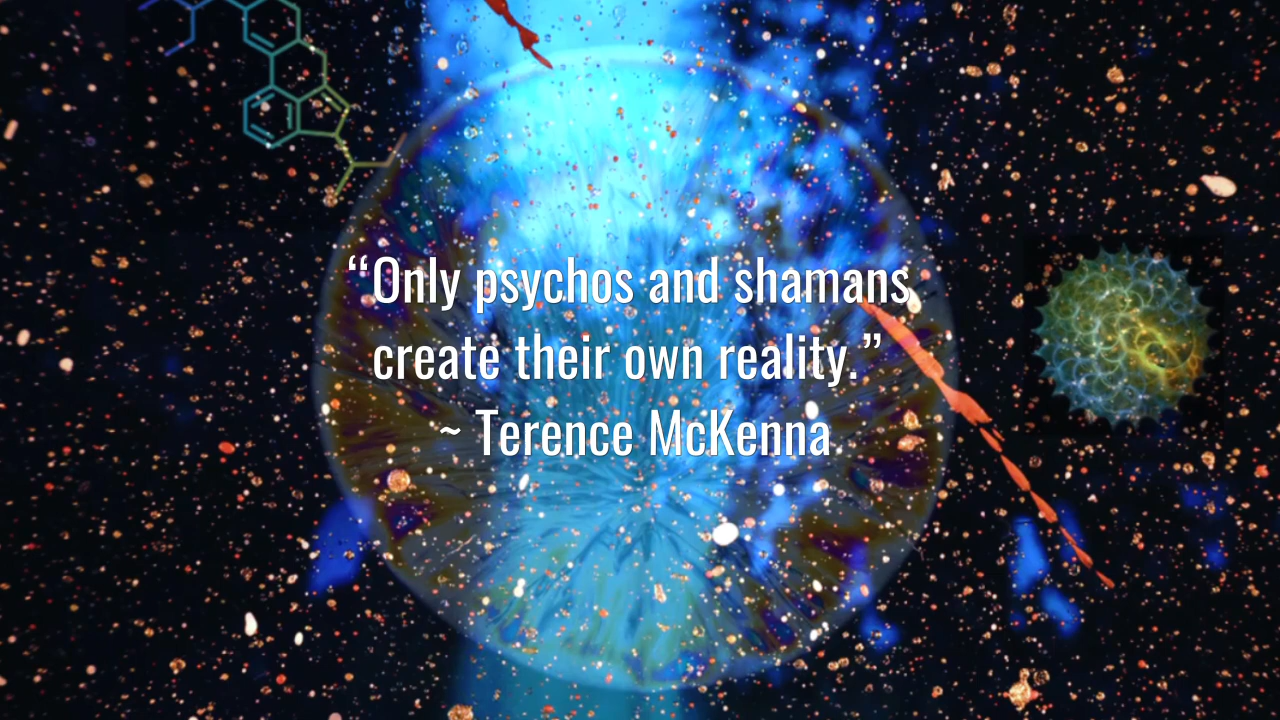 “Only psychos and shamans
create their own reality.”
~ Terence McKenna